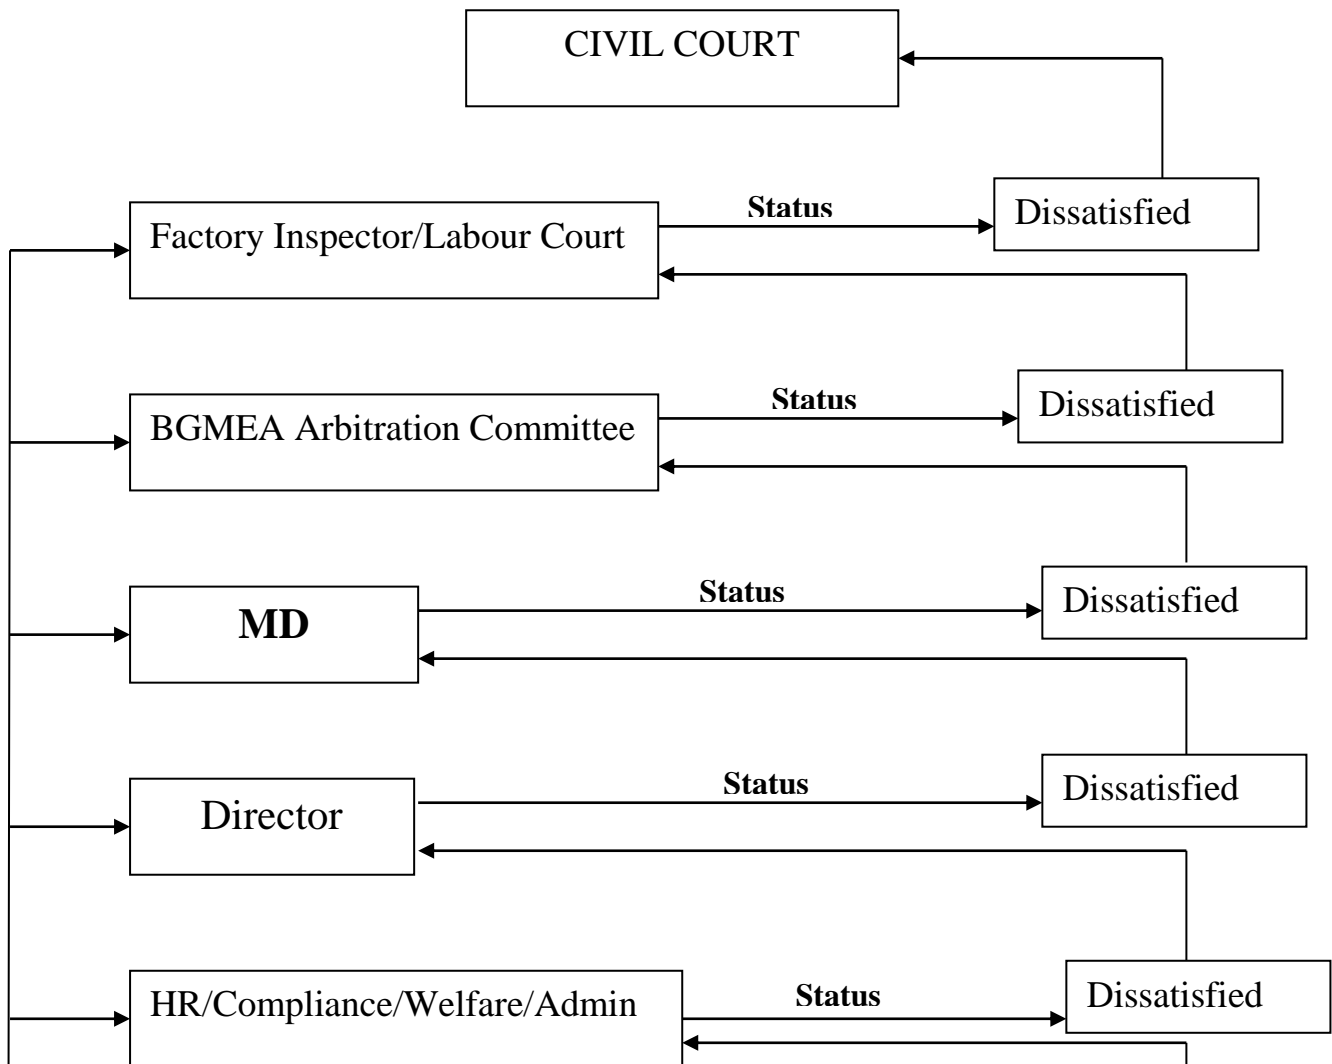 CIVIL COURT
Status
Dissatisfied
Factory Inspector/Labour Court
Status
Dissatisfied
BGMEA Arbitration Committee
Status
Dissatisfied
MD
Status
Dissatisfied
Director
Status
Dissatisfied
HR/Compliance/Welfare/Admin